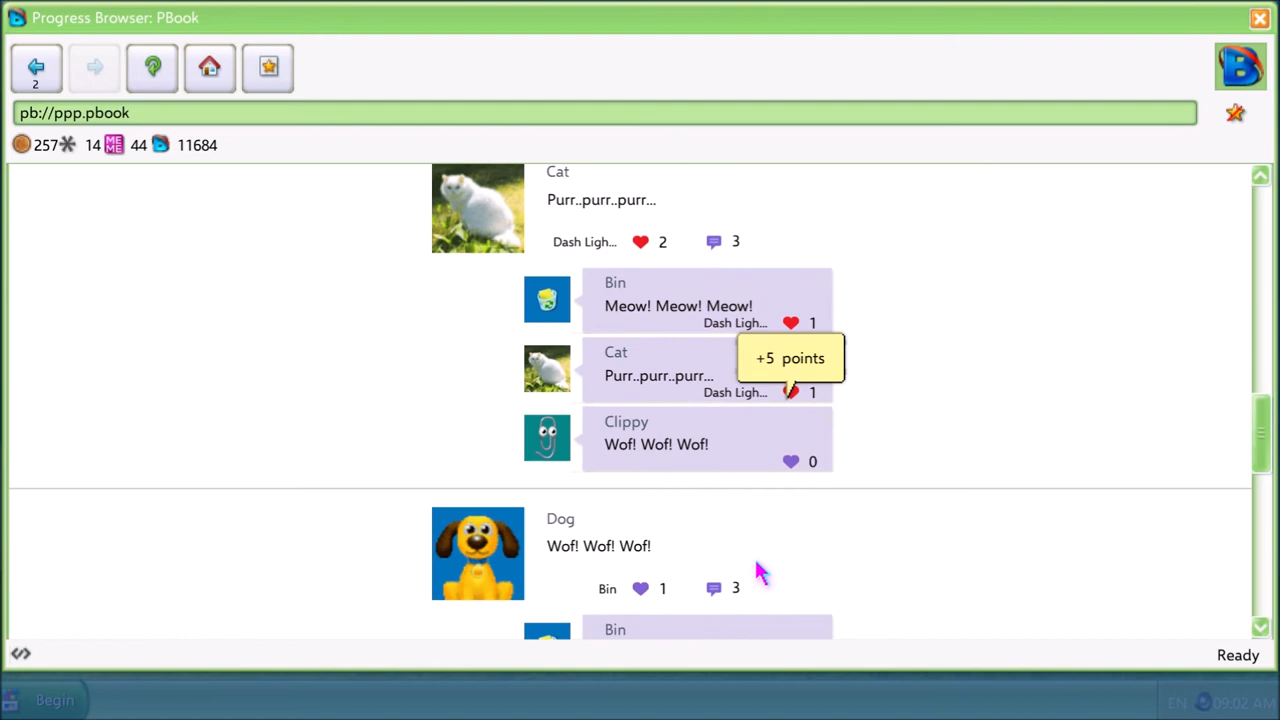 Progress Browser: PBook
2
pb://ppp.pbook
257 14 ME ME 44 11684
Cat
Purr..purr..purr...
Dash Ligh... 2 3
Bin
Meow! Meow! Meow!
Dash Ligh... 1
Cat
+5 points
Purr..purr..purr...
Dash Ligh... 1
Clippy
Wof! Wof! Wof!
0
Dog
Wof! Wof! Wof!
Bin 1 3
Bin
Ready
Begin
EN 09:02 AM